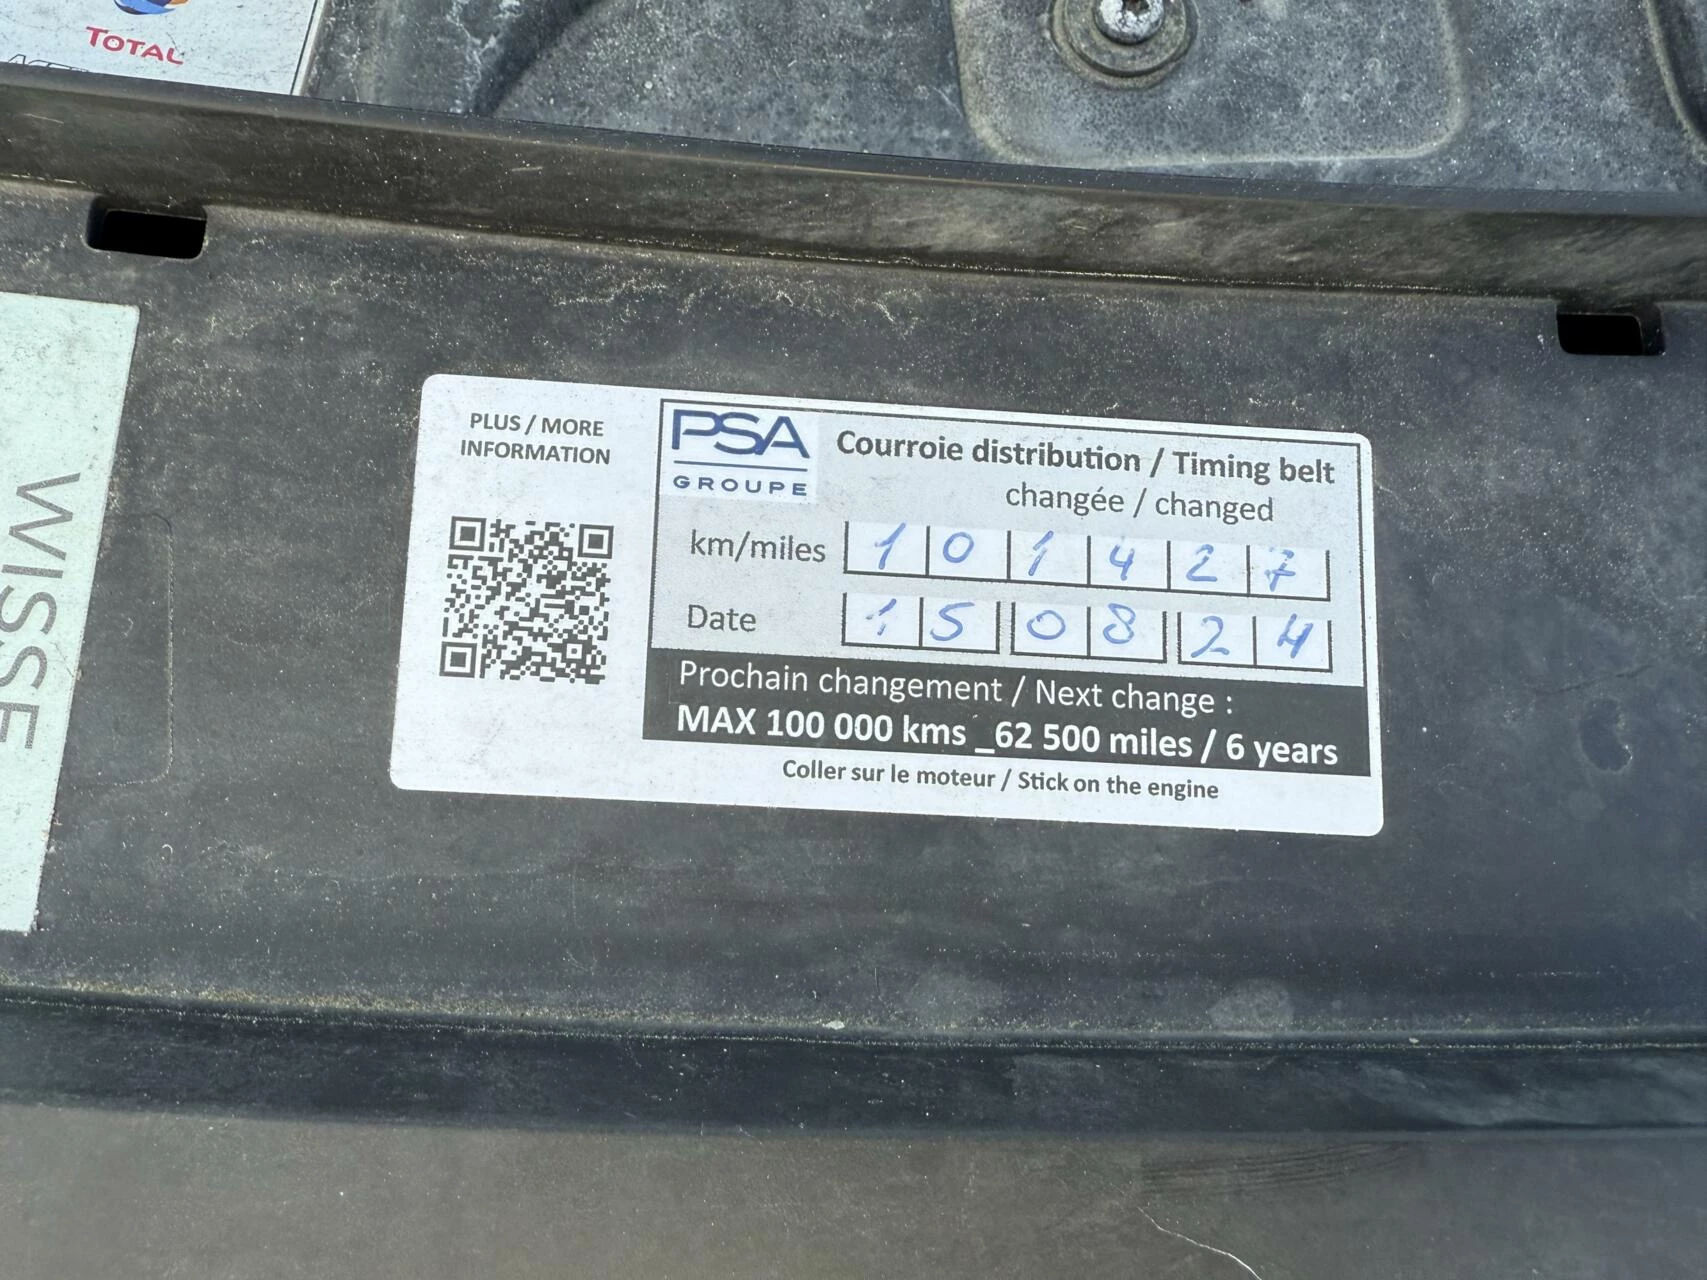 TOTAL
WISSE
PLUS / MORE
INFORMATION
PSA
GROUPE
Courroie distribution / Timing belt
changée / changed
km/miles 1 0 1 4 2 7
Date 1 5 0 8 2 4
Prochain changement / Next change :
MAX 100 000 kms _62 500 miles / 6 years
Coller sur le moteur / Stick on the engine